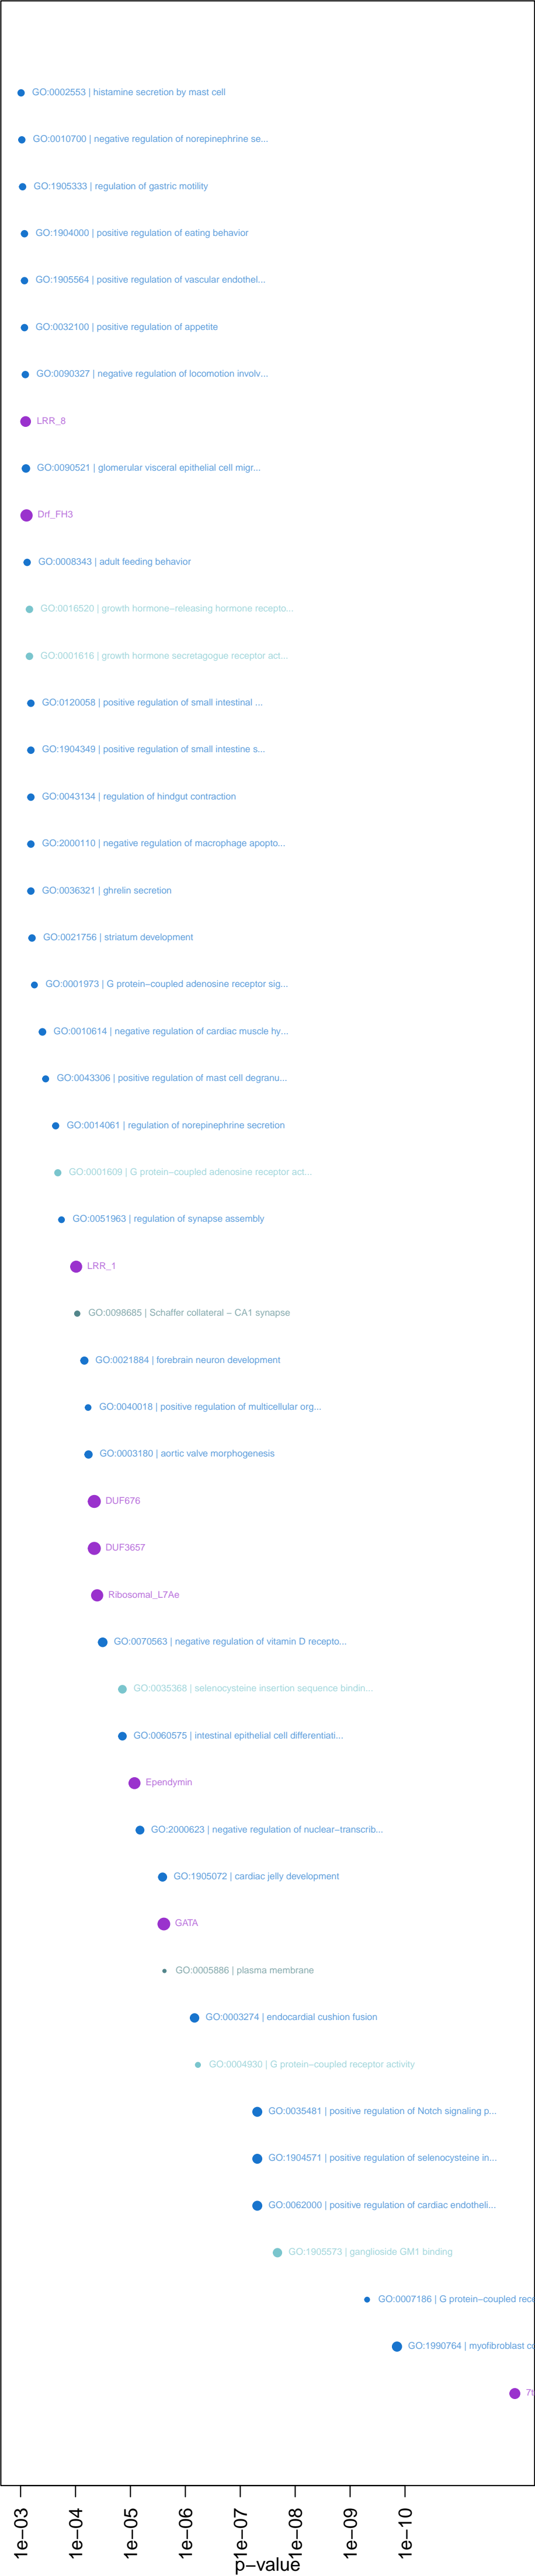 GO:0002553 | histamine secretion by mast cell
GO:0010700 | negative regulation of norepinephrine se...
GO:1905333 | regulation of gastric motility
GO:1904000 | positive regulation of eating behavior
GO:1905564 | positive regulation of vascular endothel...
GO:0032100 | positive regulation of appetite
GO:0090327 | negative regulation of locomotion involv...
LRR_8
GO:0090521 | glomerular visceral epithelial cell migr...
Drf_FH3
GO:0008343 | adult feeding behavior
GO:0016520 | growth hormone−releasing hormone recepto...
GO:0001616 | growth hormone secretagogue receptor act...
GO:0120058 | positive regulation of small intestinal ...
GO:1904349 | positive regulation of small intestine s...
GO:0043134 | regulation of hindgut contraction
GO:2000110 | negative regulation of macrophage apopto...
GO:0036321 | ghrelin secretion
GO:0021756 | striatum development
GO:0001973 | G protein−coupled adenosine receptor sig...
GO:0010614 | negative regulation of cardiac muscle hy...
GO:0043306 | positive regulation of mast cell degranu...
GO:0014061 | regulation of norepinephrine secretion
GO:0001609 | G protein−coupled adenosine receptor act...
GO:0051963 | regulation of synapse assembly
LRR_1
GO:0098685 | Schaffer collateral − CA1 synapse
GO:0021884 | forebrain neuron development
GO:0040018 | positive regulation of multicellular org...
GO:0003180 | aortic valve morphogenesis
DUF676
DUF3657
Ribosomal_L7Ae
GO:0070563 | negative regulation of vitamin D recepto...
GO:0035368 | selenocysteine insertion sequence bindin...
GO:0060575 | intestinal epithelial cell differentiati...
Ependymin
GO:2000623 | negative regulation of nuclear−transcrib...
GO:1905072 | cardiac jelly development
GATA
GO:0005886 | plasma membrane
GO:0003274 | endocardial cushion fusion
GO:0004930 | G protein−coupled receptor activity
GO:0035481 | positive regulation of Notch signaling p...
GO:1904571 | positive regulation of selenocysteine in...
GO:0062000 | positive regulation of cardiac endotheli...
GO:1905573 | ganglioside GM1 binding
GO:0007186 | G protein−coupled rece
GO:1990764 | myofibroblast
1e−03 1e−04 1e−05 1e−06 1e−07 1e−08 1e−09 1e−10
p−value